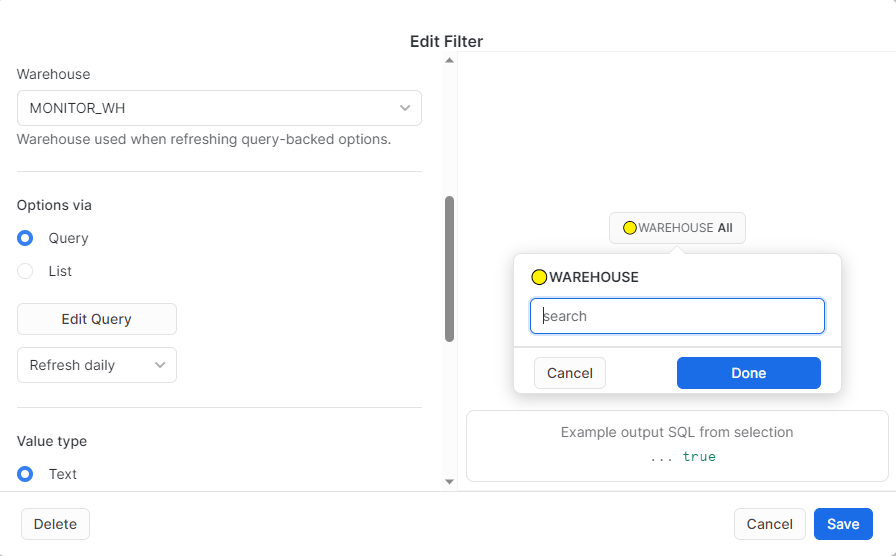 Edit Filter
Warehouse
MONITOR_WH
Warehouse used when refreshing query-backed options.
Options via
Query
List
Edit Query
Refresh daily
Value type
Text
WAREHOUSE All
WAREHOUSE
search
Cancel
Done
Example output SQL from selection
... true
Delete
Cancel
Save